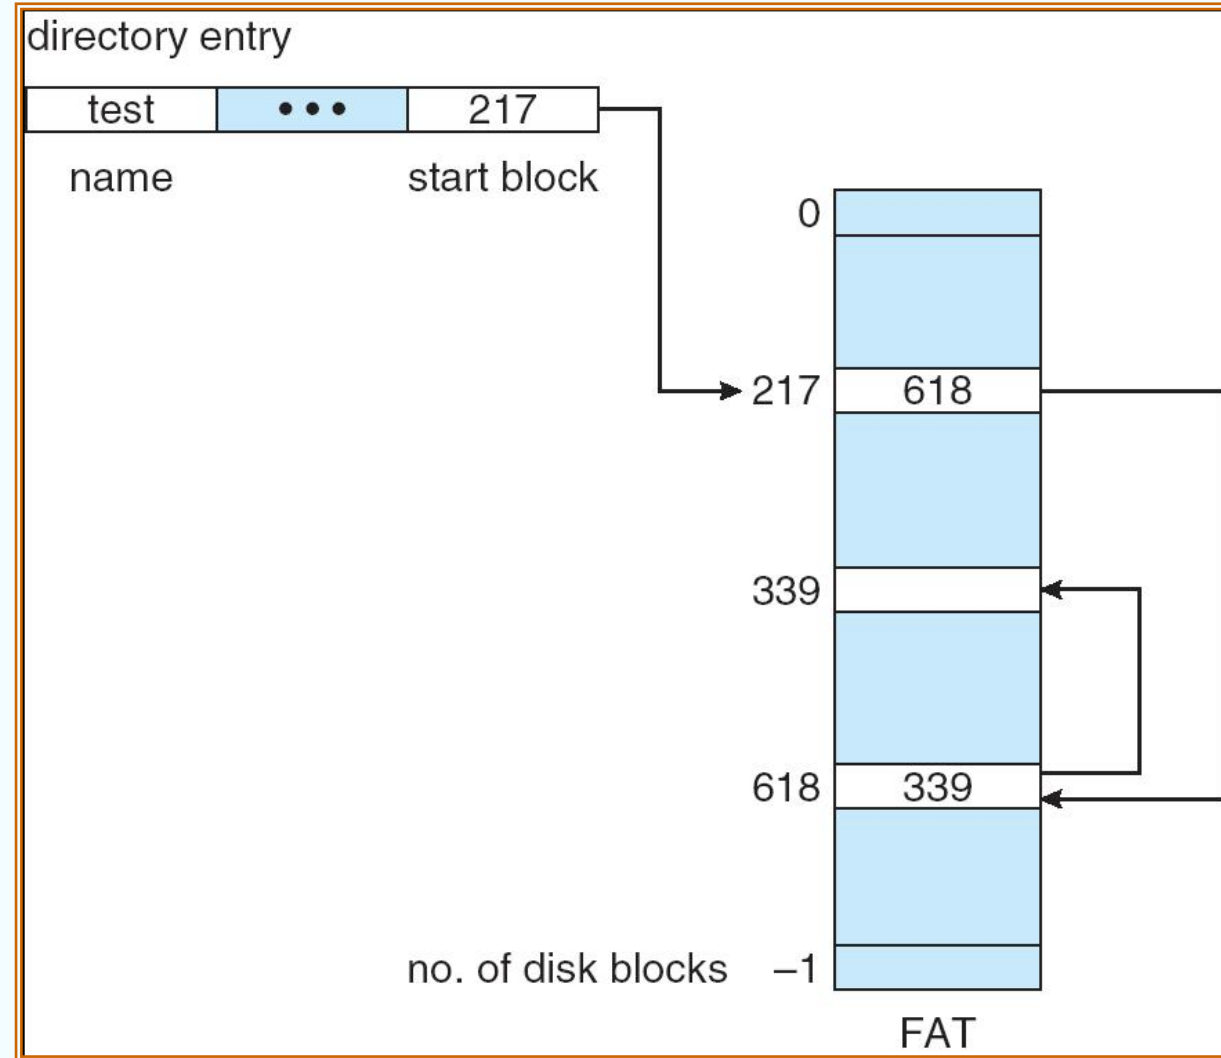 directory entry
test ••• 217
name start block
0
217 618
339
618 339
no. of disk blocks –1
FAT